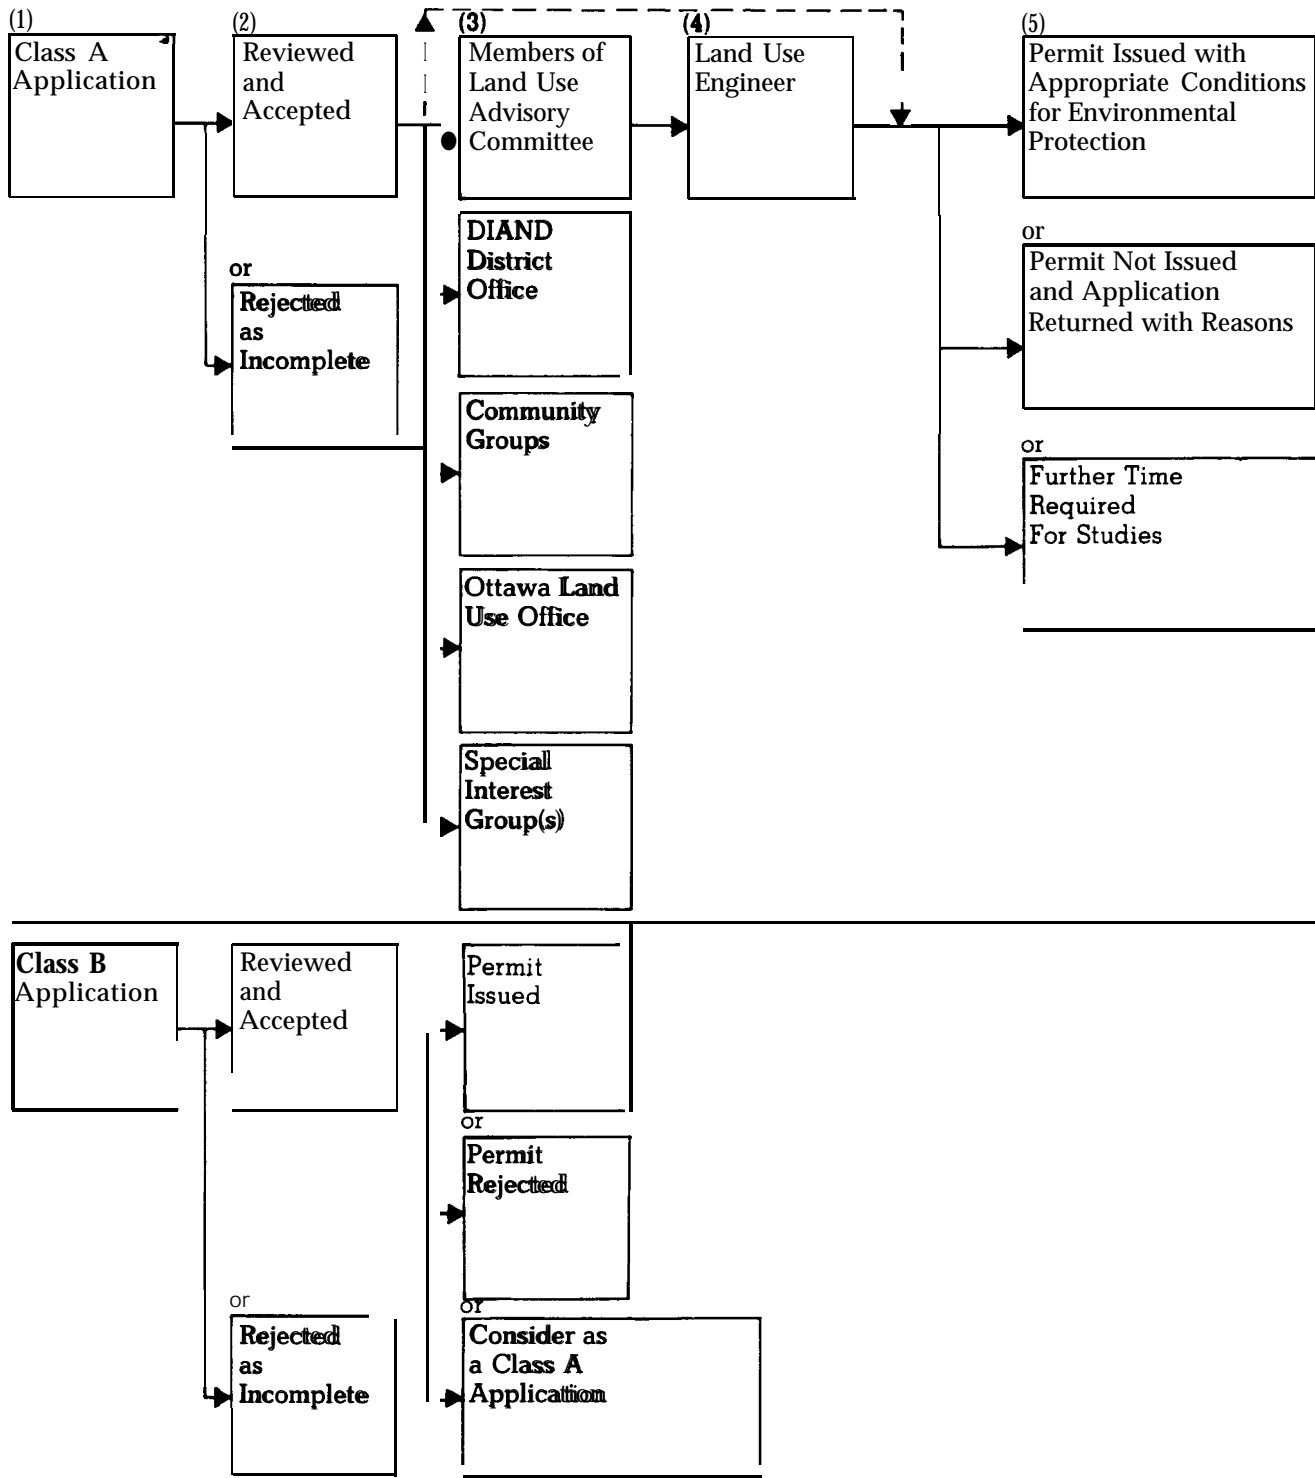 (1)
Class A
Application
(2)
Reviewed
and
Accepted
or
Rejected
as
Incomplete
(3)
Members of
Land Use
Advisory
Committee
DIAND
District
Office
Community
Groups
Ottawa Land
Use Office
Special
Interest
Group(s)
(4)
Land Use
Engineer
(5)
Permit Issued with
Appropriate Conditions
for Environmental
Protection
or
Permit Not Issued
and Application
Returned with Reasons
or
Further Time
Required
For Studies
Class B
Application
Reviewed
and
Accepted
or
Rejected
as
Incomplete
Permit
Issued
or
Permit
Rejected
or
Consider as
a Class A
Application